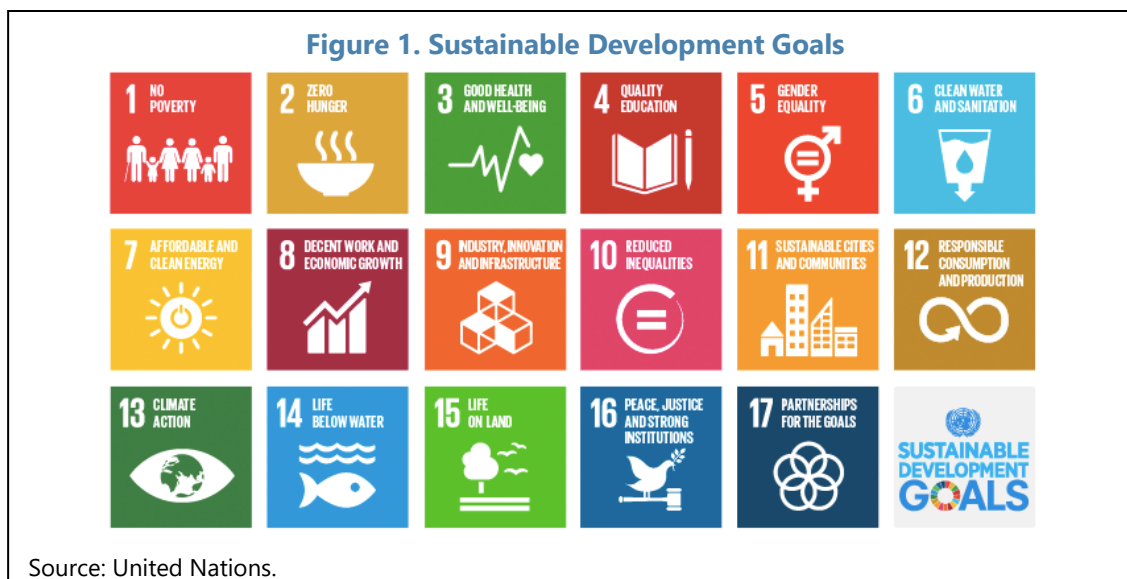 Figure 1. Sustainable Development Goals
1 NO
POVERTY
2 ZERO
HUNGER
3 GOOD HEALTH
AND WELL-BEING
4 QUALITY
EDUCATION
5 GENDER
EQUALITY
6 CLEAN WATER
AND SANITATION
7 AFFORDABLE AND
CLEAN ENERGY
8 DECENT WORK AND
ECONOMIC GROWTH
9 INDUSTRY, INNOVATION
AND INFRASTRUCTURE
10 REDUCED
INEQUALITIES
11 SUSTAINABLE CITIES
AND COMMUNITIES
12 RESPONSIBLE
CONSUMPTION
AND PRODUCTION
13 CLIMATE
ACTION
14 LIFE
BELOW WATER
15 LIFE
ON LAND
16 PEACE, JUSTICE
AND STRONG
INSTITUTIONS
17 PARTNERSHIPS
FOR THE GOALS
SUSTAINABLE
DEVELOPMENT
GOALS
Source: United Nations.